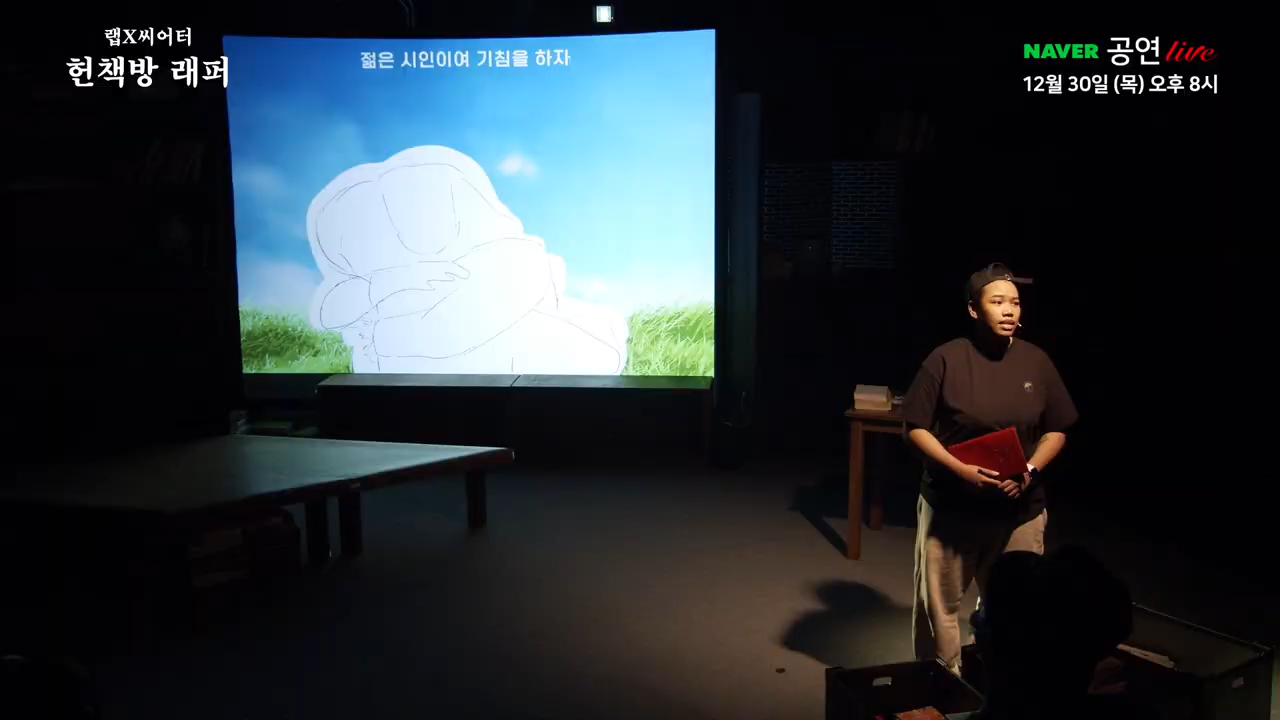 랩X씨어터
헌책방 래퍼
젊은 시인이여 기침을 하자
NAVER 공연 live
12월 30일 (목) 오후 8시